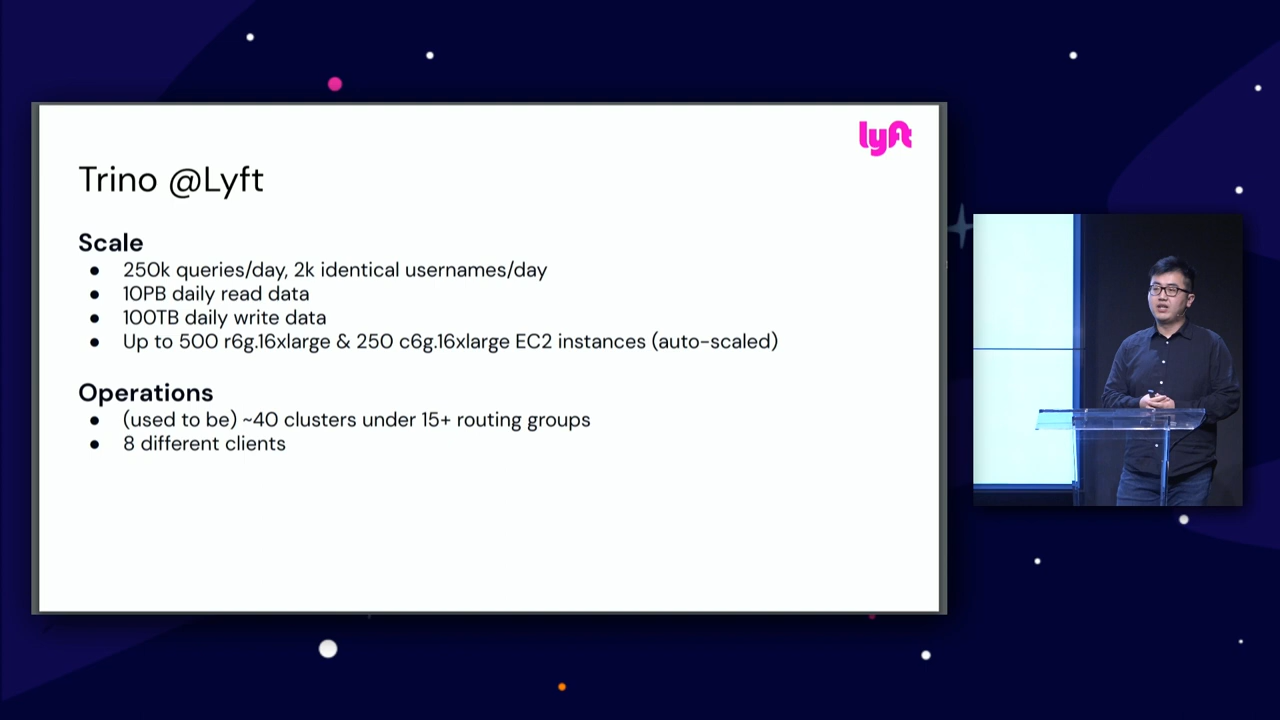 lyft
Trino @Lyft
Scale
● 250k queries/day, 2k identical usernames/day
● 10PB daily read data
● 100TB daily write data
● Up to 500 r6g.16xlarge & 250 c6g.16xlarge EC2 instances (auto-scaled)
Operations
● (used to be) ~40 clusters under 15+ routing groups
● 8 different clients